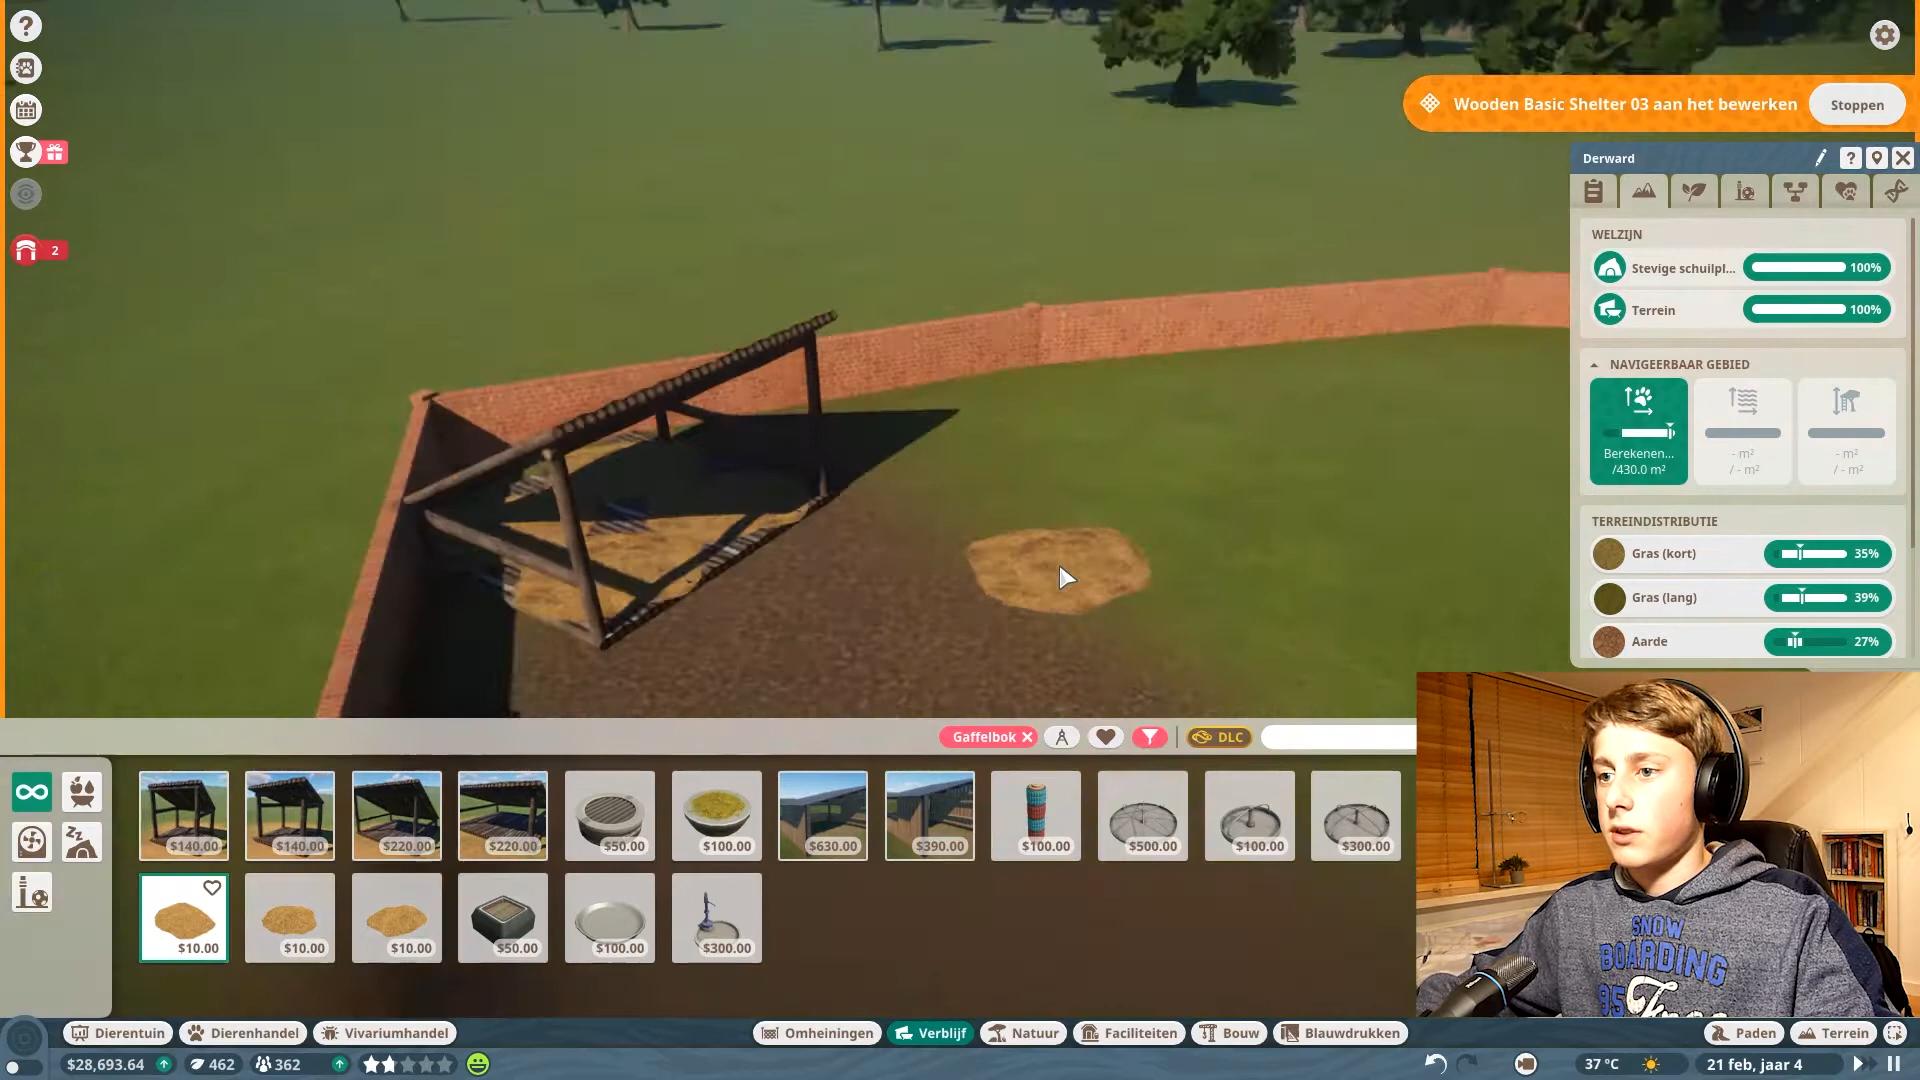 ?
Wooden Basic Shelter 03 aan het bewerken
Stoppen
2
Derward
?
WELZIJN
Stevige schuilpl... 100%
Terrein 100%
NAVIGEERBAAR GEBIED
Berekenen...
/430.0 m²
- m²
/ - m²
- m²
/ - m²
TERREINDISTRIBUTIE
Gras (kort) 35%
Gras (lang) 39%
Aarde 27%
Gaffelbok
DLC
$140.00 $140.00 $220.00 $220.00 $50.00 $100.00 $630.00 $390.00 $100.00 $500.00 $100.00 $300.00
$10.00 $10.00 $10.00 $50.00 $100.00 $300.00
SNOW
BOARDING
95
Dierentuin Dierenhandel Vivariumhandel Omheiningen Verblijf Natuur Faciliteiten Bouw Blauwdrukken Paden Terrein
$28,693.64 462 362 37 °C 21 feb, jaar 4